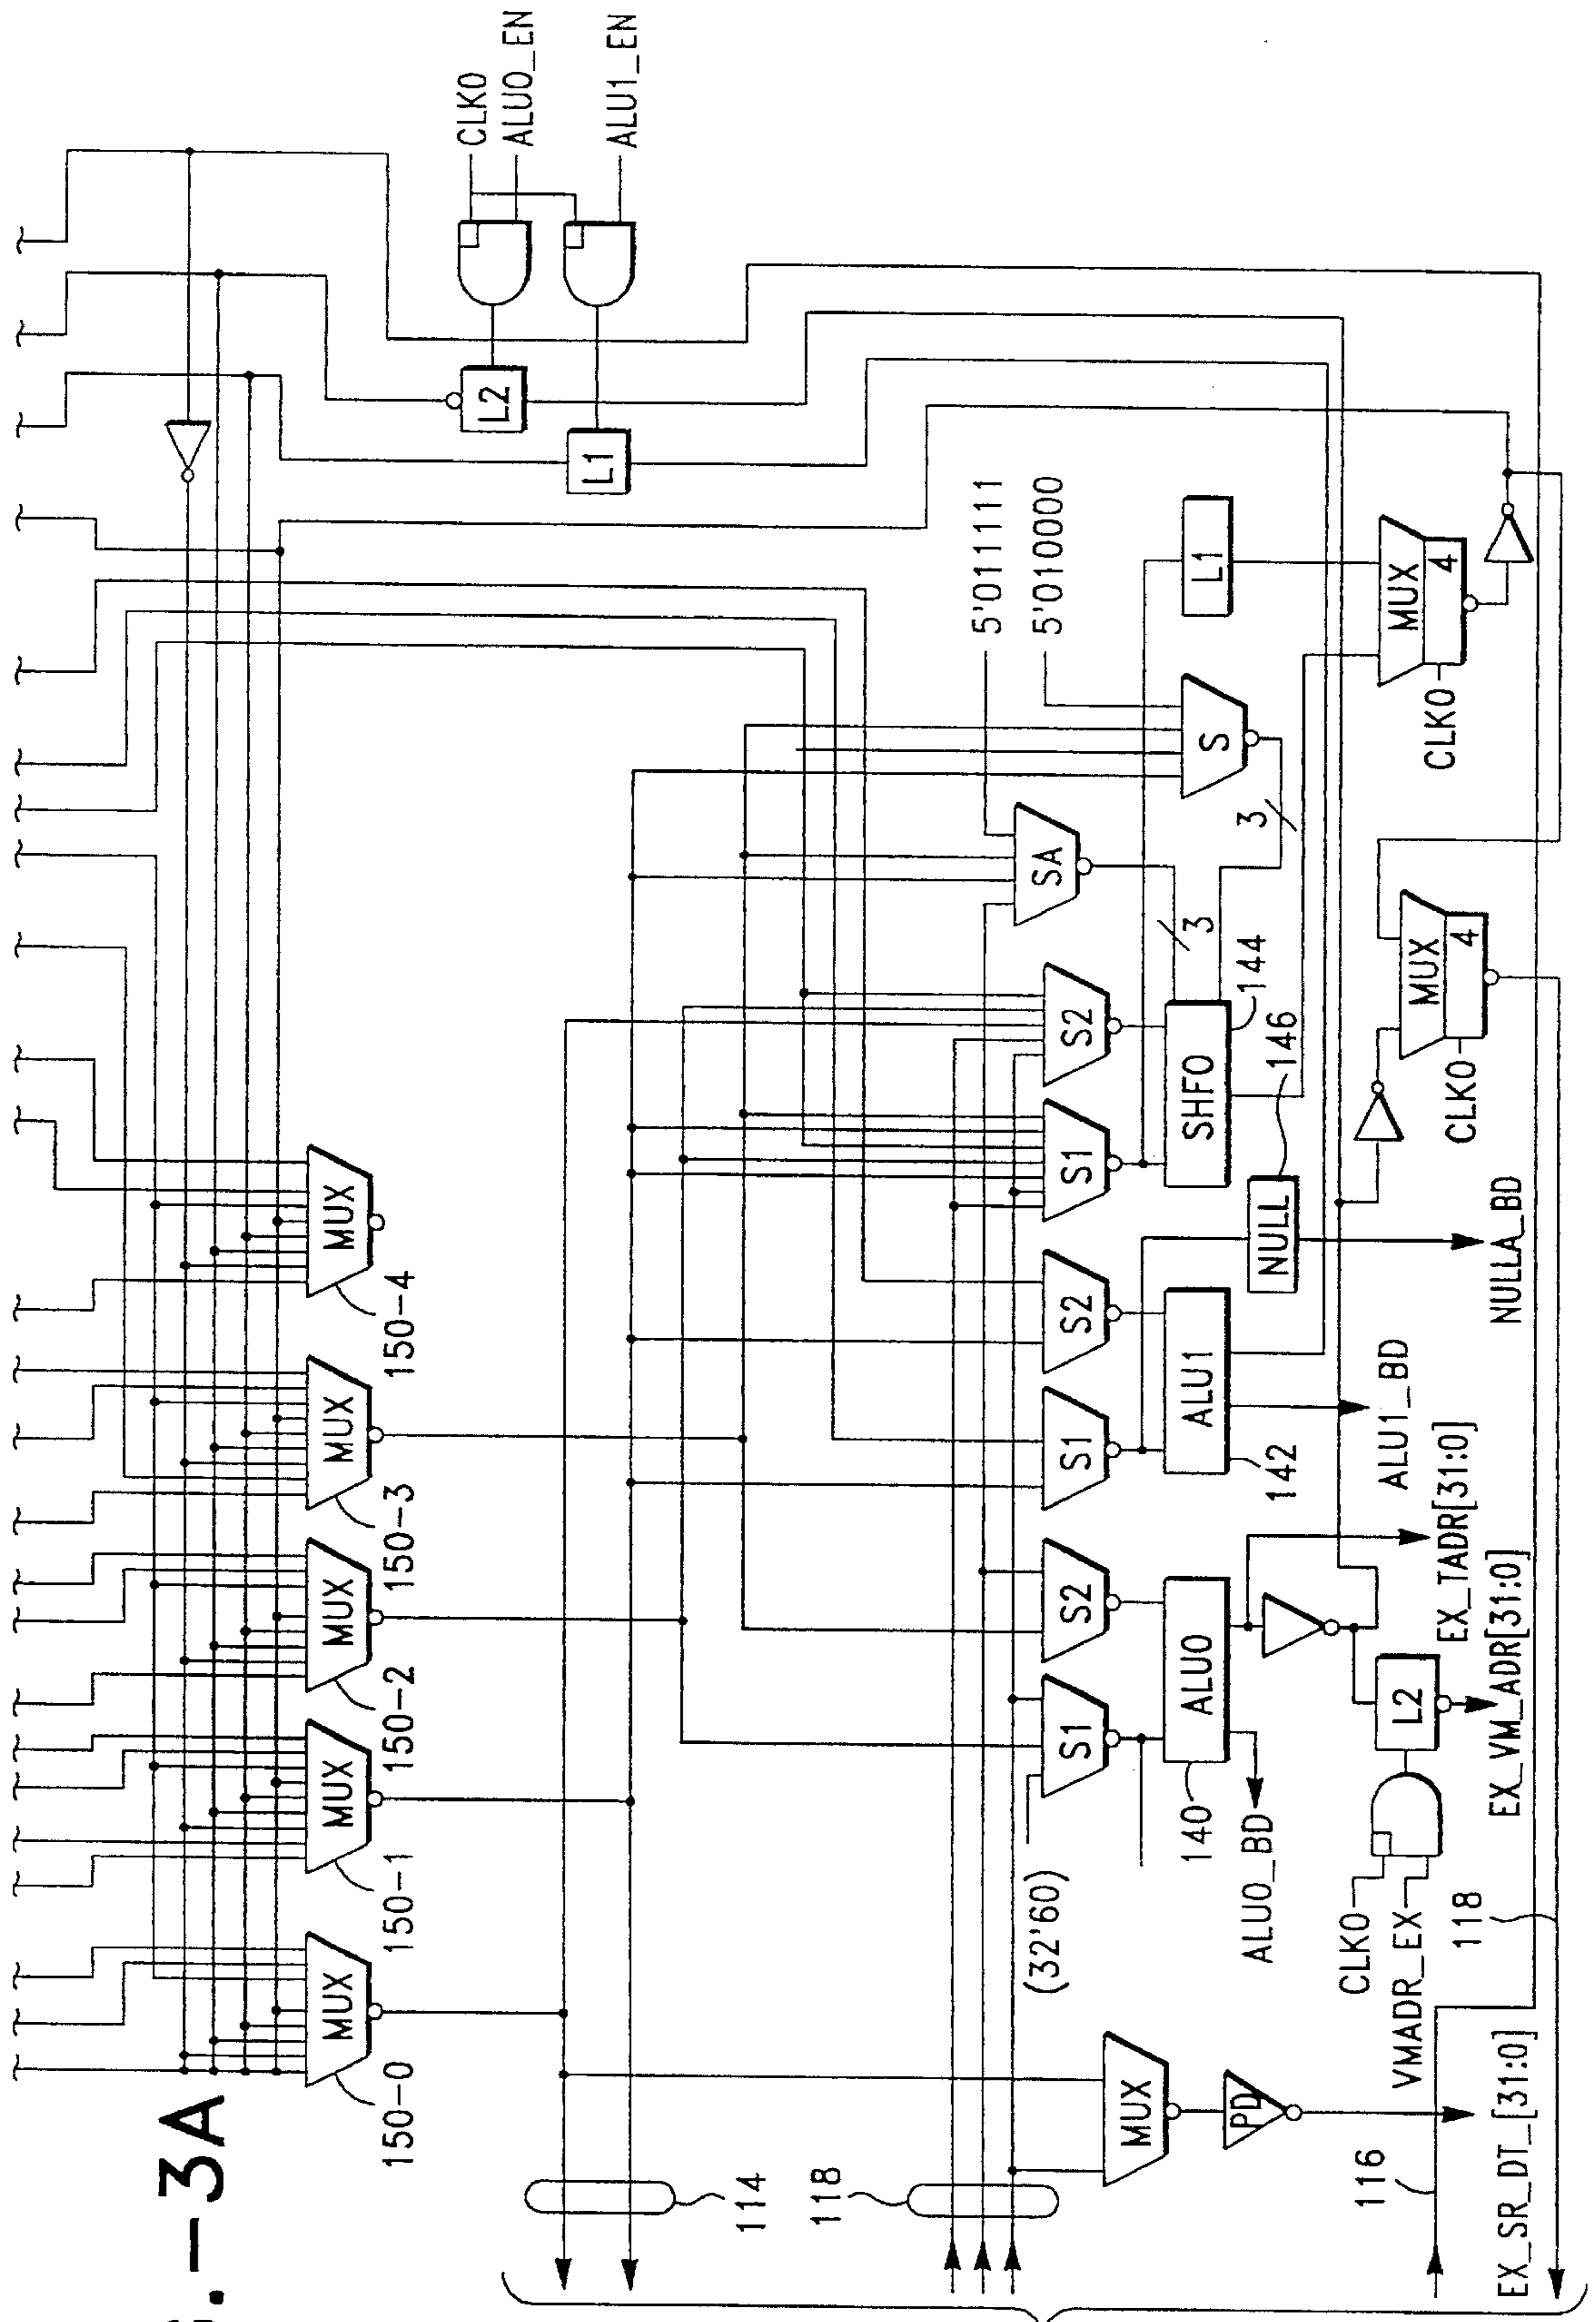 G.-3A
CLK0
ALU0_EN
ALU1_EN
L2
L1
MUX
150-0
MUX
150-1
MUX
150-2
MUX
150-3
MUX
150-4
114
118
5'011111
5'010000
(32'60)
S1
S2
S1
S2
S1
S2
SA
S
3
3
L1
MUX
PD
140
ALU0
ALU0_BD
142
ALU1
ALU1_BD
NULL
146
NULLA_BD
SHF0
144
EX_TADR[31:0]
L2
EX_VM_ADR[31:0]
CLK0
VMADR_EX
MUX
4
CLK0
MUX
4
CLK0
116
118
EX_SR_DT_[31:0]